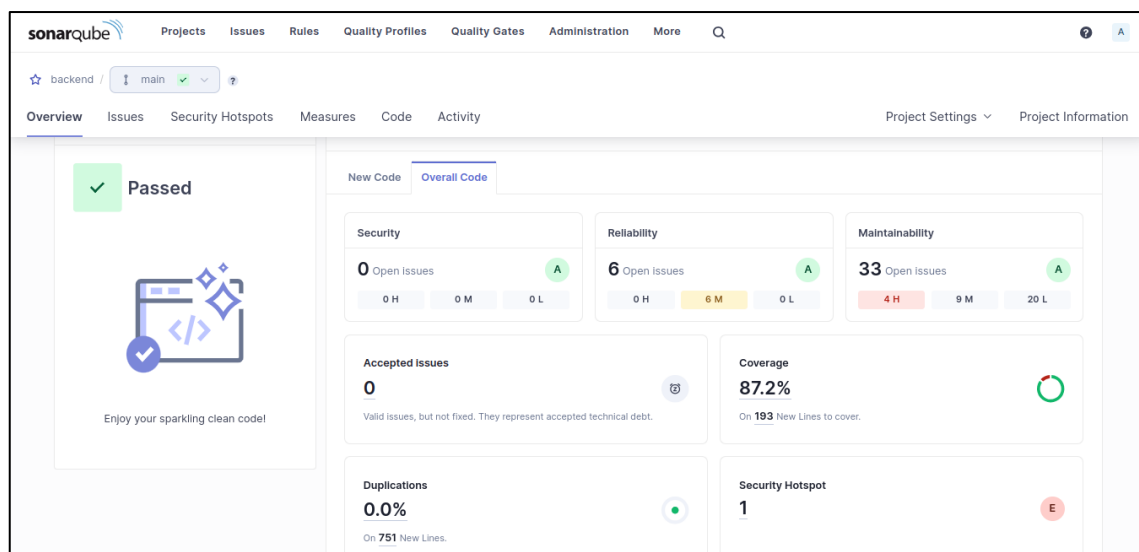 sonarqube Projects Issues Rules Quality Profiles Quality Gates Administration More ? A
backend / main ?
Overview Issues Security Hotspots Measures Code Activity Project Settings Project Information
Passed
Enjoy your sparkling clean code!
New Code Overall Code
Security
0 Open issues A
0 H 0 M 0 L
Reliability
6 Open issues A
0 H 6 M 0 L
Maintainability
33 Open issues A
4 H 9 M 20 L
Accepted issues
0
Valid issues, but not fixed. They represent accepted technical debt.
Coverage
87.2%
On 193 New Lines to cover.
Duplications
0.0%
On 751 New Lines.
Security Hotspot
1 E